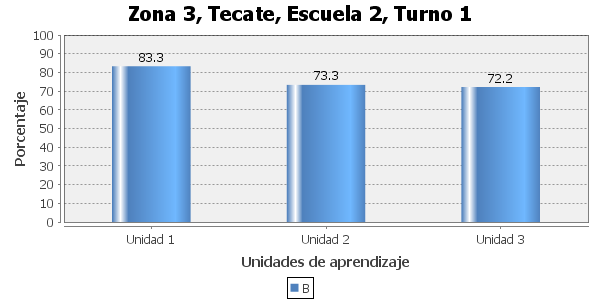 Zona 3, Tecate, Escuela 2, Turno 1
100
90
80
70
60
50
40
30
20
10
0
Porcentaje
83.3
73.3
72.2
Unidad 1
Unidad 2
Unidad 3
Unidades de aprendizaje
B